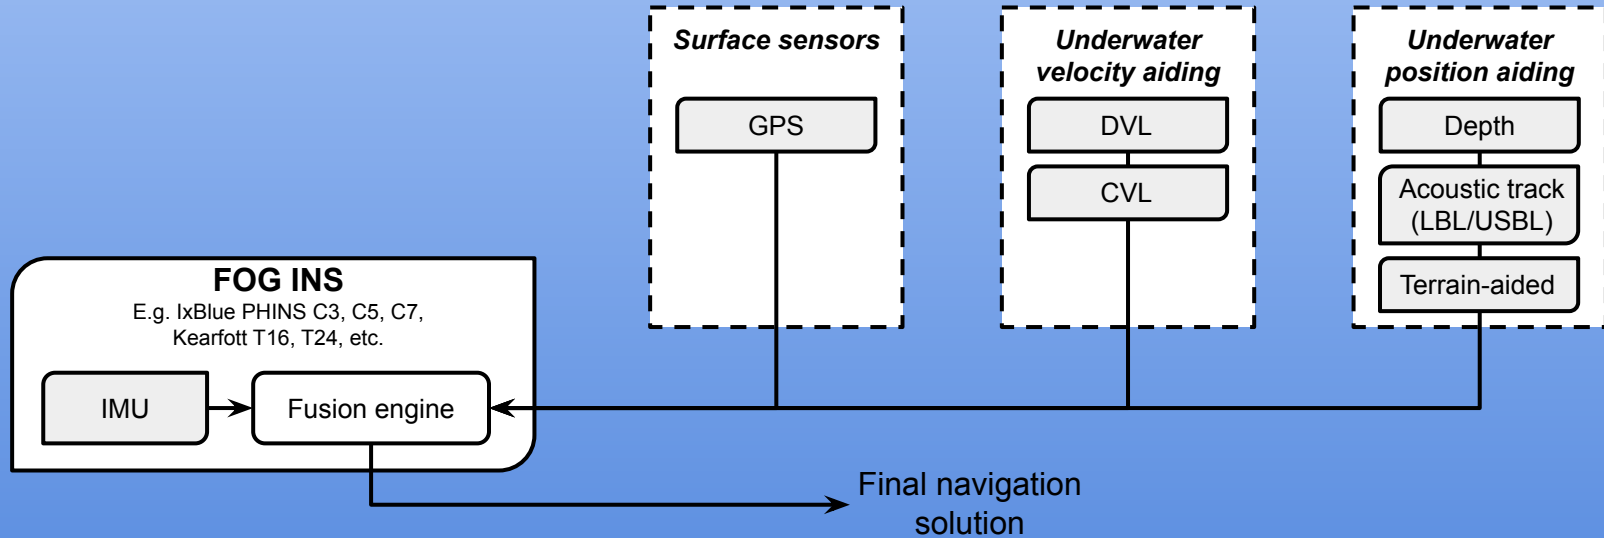 Surface sensors
GPS
Underwater
velocity aiding
DVL
CVL
Underwater
position aiding
Depth
Acoustic track
(LBL/USBL)
Terrain-aided
FOG INS
E.g. IxBlue PHINS C3, C5, C7,
Kearfott T16, T24, etc.
IMU
Fusion engine
Final navigation
solution